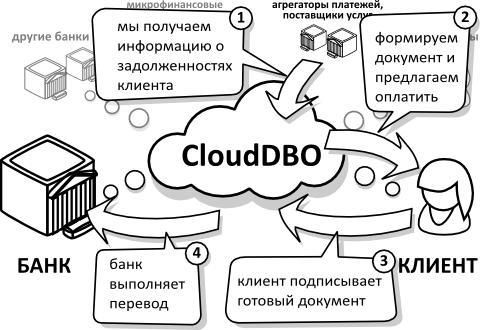 микрофинансовые
агрегаторы платежей,
поставщики услуг
другие банки
1
мы получаем
информацию о
задолженностях
клиента
2
формируем
документ и
предлагаем
оплатить
CloudDBO
БАНК
КЛИЕНТ
4
банк
выполняет
перевод
3
клиент подписывает
готовый документ